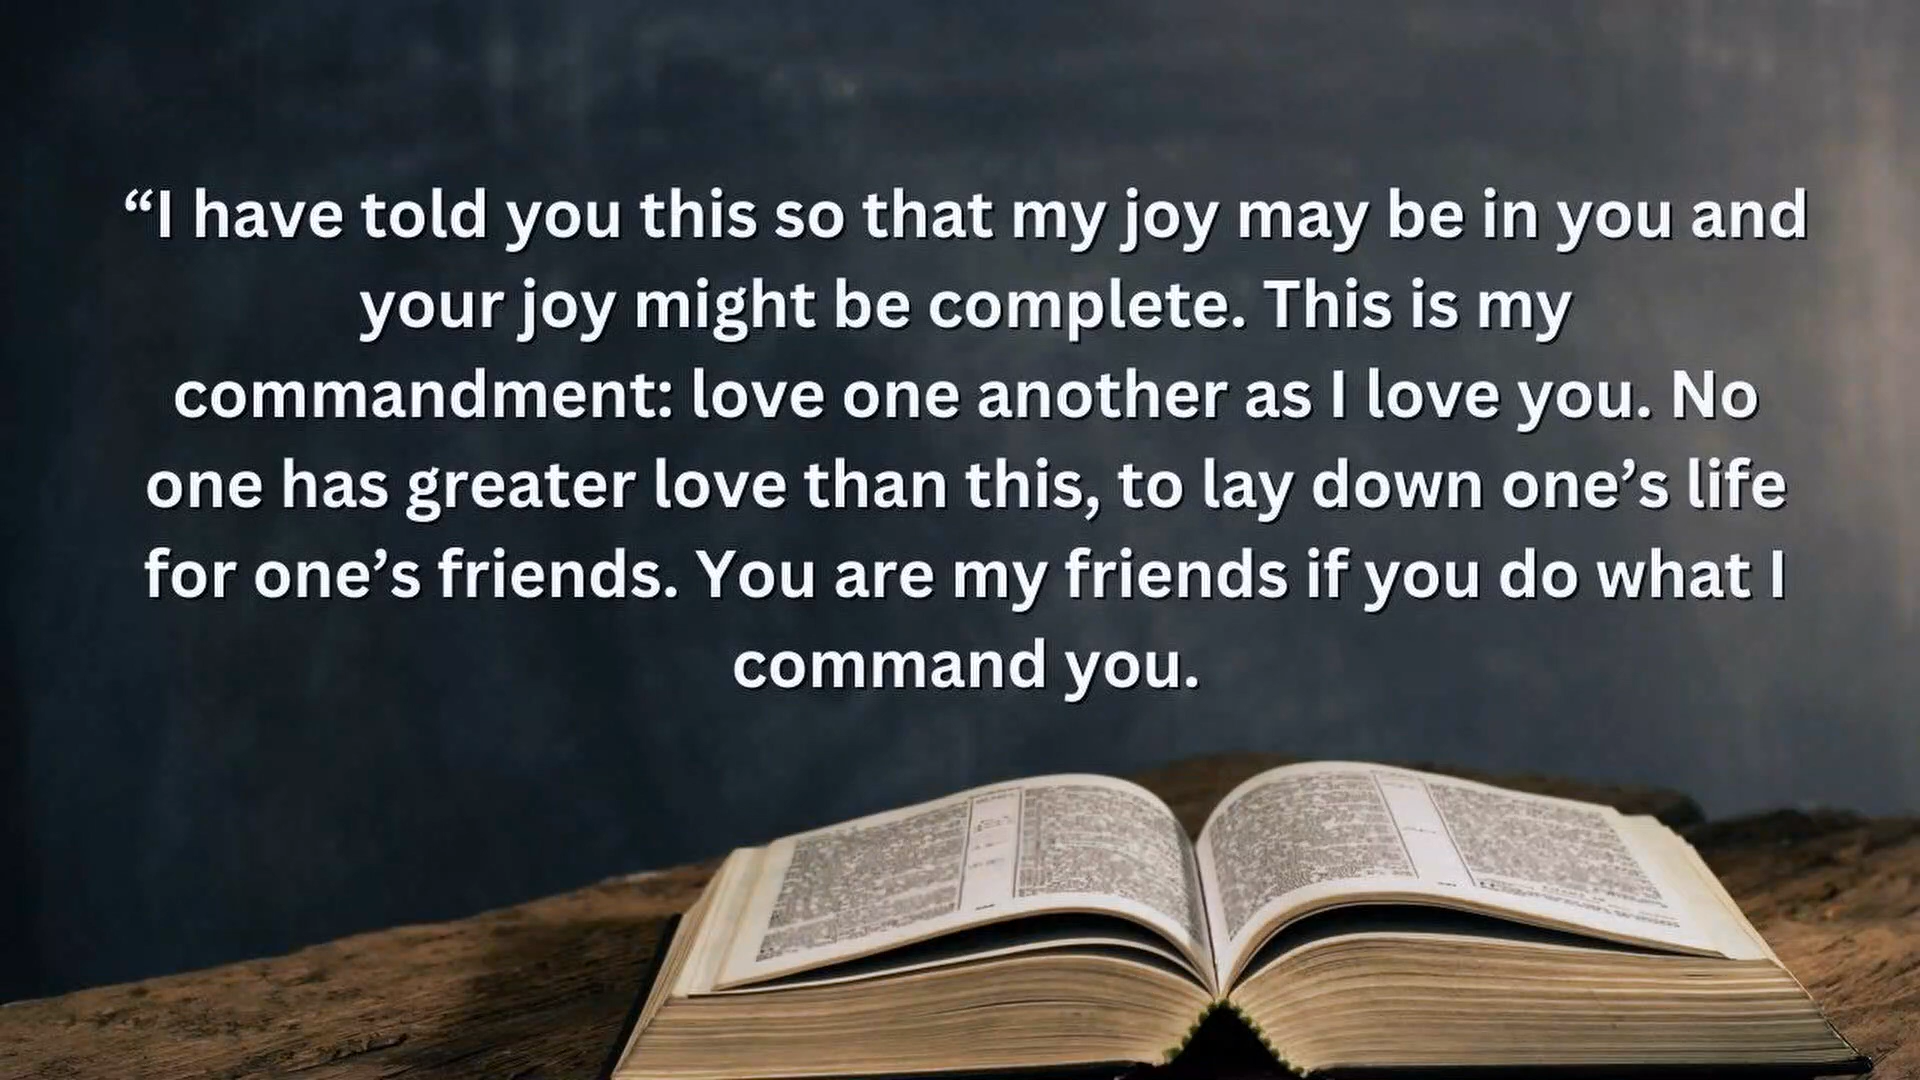 “I have told you this so that my joy may be in you and
your joy might be complete. This is my
commandment: love one another as I love you. No
one has greater love than this, to lay down one’s life
for one’s friends. You are my friends if you do what I
command you.